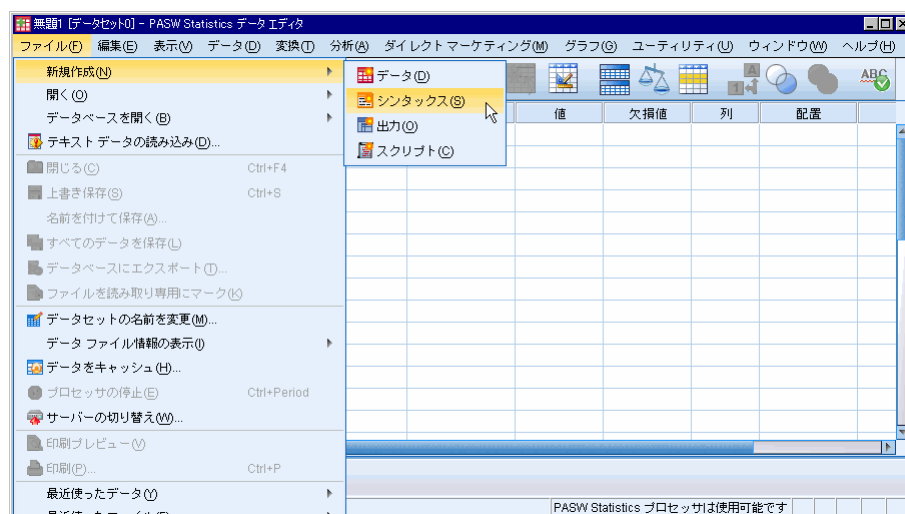 無題1 [データセット0] - PASW Statistics データ エディタ
ファイル(F) 編集(E) 表示(V) データ(D) 変換(T) 分析(A) ダイレクト マーケティング(M) グラフ(G) ユーティリティ(U) ウィンドウ(W) ヘルプ(H)
新規作成(N)
開く(O)
データベースを開く(B)
テキスト データの読み込み(D)...
閉じる(C) Ctrl+F4
上書き保存(S) Ctrl+S
名前を付けて保存(A)...
すべてのデータを保存(L)
データベースにエクスポート(T)...
ファイルを読み取り専用にマーク(K)
データセットの名前を変更(M)...
データ ファイル情報の表示(I)
データをキャッシュ(H)...
プロセッサの停止(E) Ctrl+Period
サーバーの切り替え(W)...
印刷プレビュー(V)
印刷(P)... Ctrl+P
最近使ったデータ(Y)
データ(D)
シンタックス(S)
出力(O)
スクリプト(C)
値 欠損値 列 配置
PASW Statistics プロセッサは使用可能です